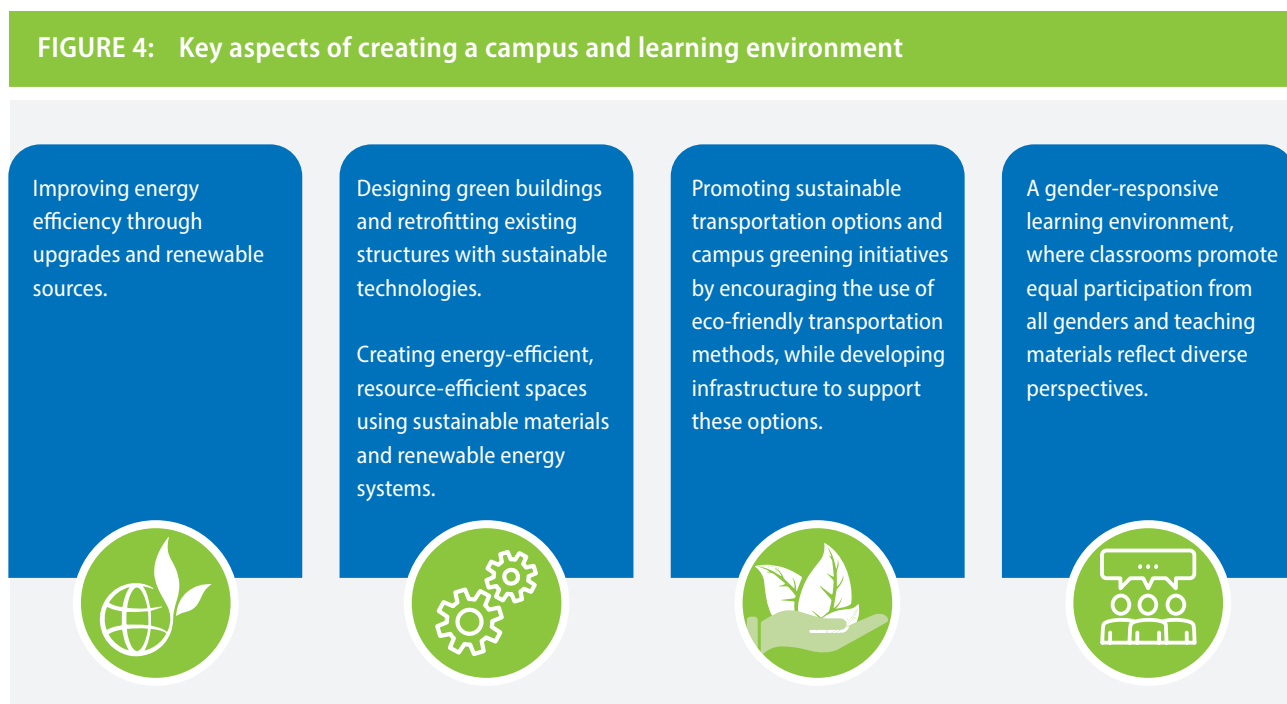 FIGURE 4: Key aspects of creating a campus and learning environment
Improving energy
efficiency through
upgrades and renewable
sources.
Designing green buildings
and retrofitting existing
structures with sustainable
technologies.
Creating energy-efficient,
resource-efficient spaces
using sustainable materials
and renewable energy
systems.
Promoting sustainable
transportation options and
campus greening initiatives
by encouraging the use of
eco-friendly transportation
methods, while developing
infrastructure to support
these options.
A gender-responsive
learning environment,
where classrooms promote
equal participation from
all genders and teaching
materials reflect diverse
perspectives.